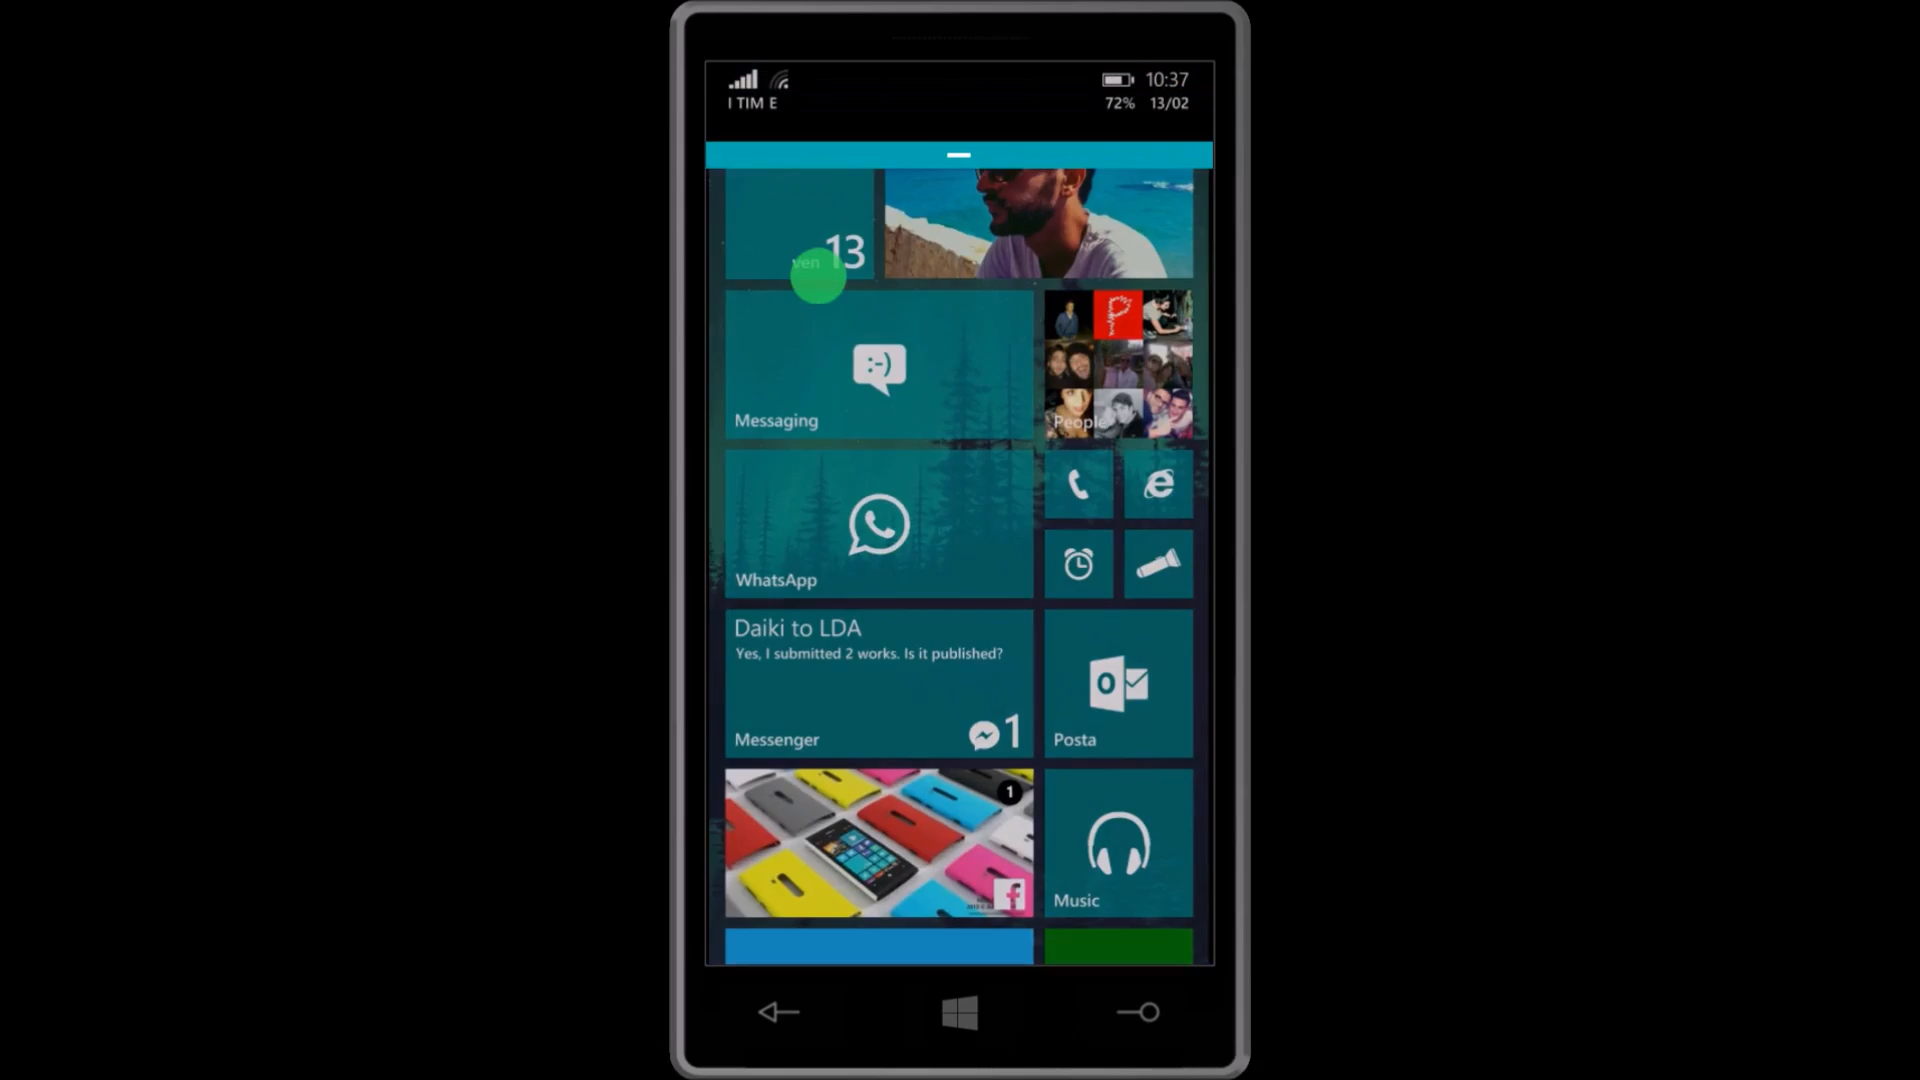 10:37
I TIM E
72% 13/02
ven 13
Messaging
People
WhatsApp
Daiki to LDA
Yes, I submitted 2 works. Is it published?
Messenger
1
Posta
1
Music